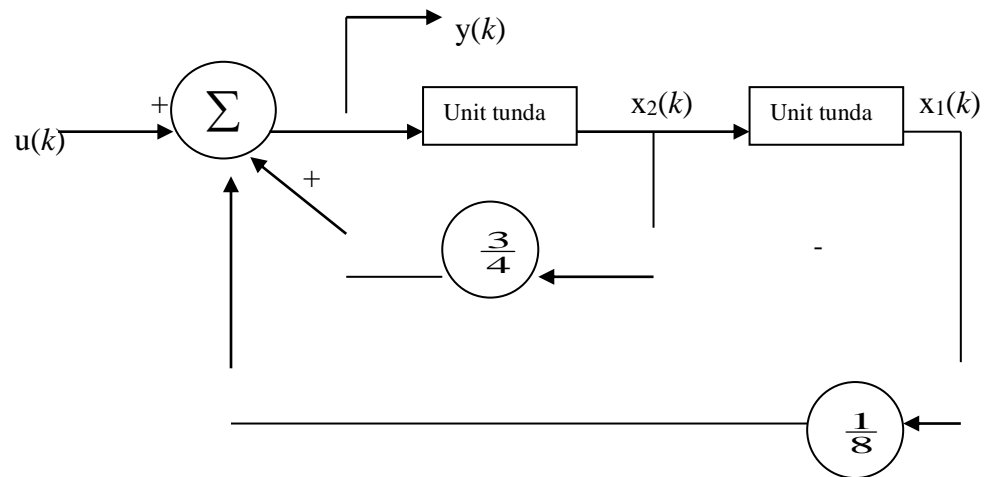 y(k)
+
∑
Unit tunda
x₂(k)
Unit tunda
x₁(k)
u(k)
+
3/4
-
1/8